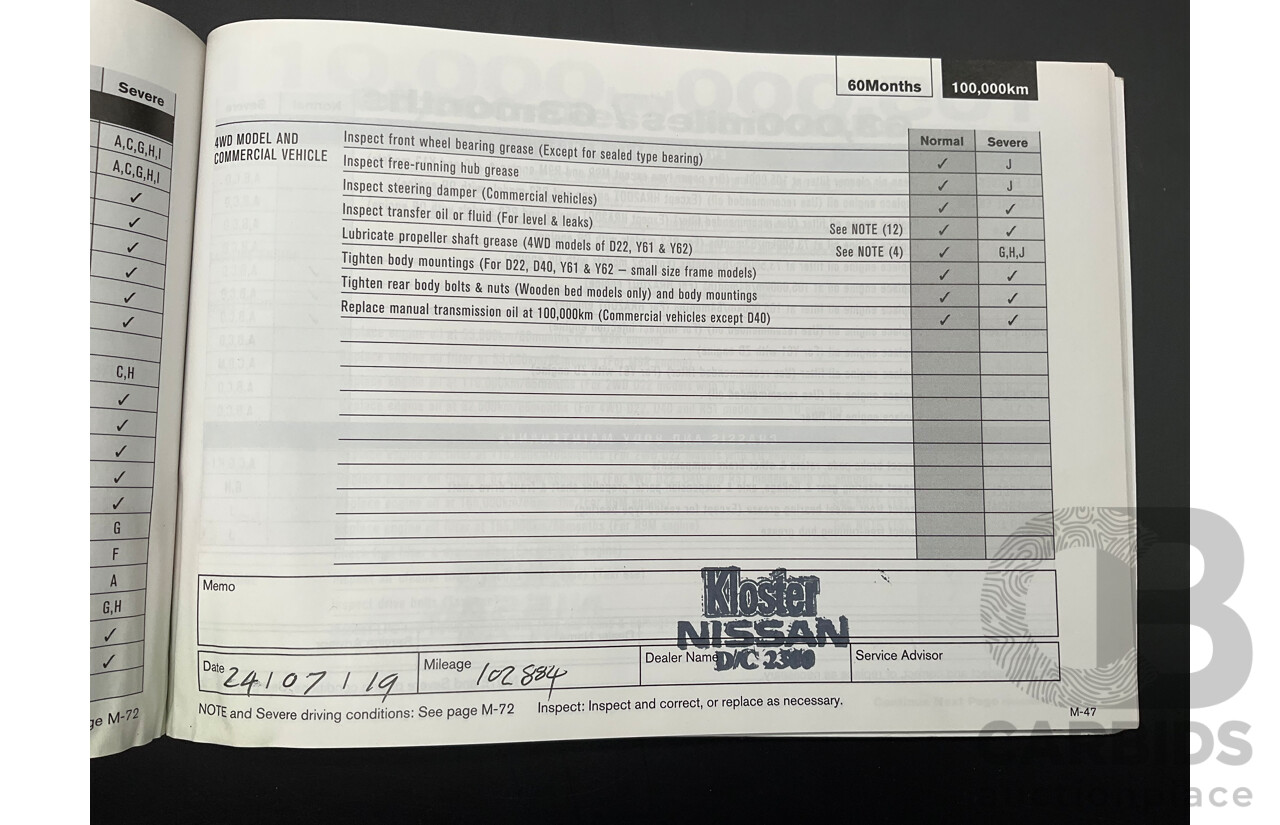 Severe
A,C,G,H,I
A,C,G,H,I
✓
✓
✓
✓
✓
✓
C,H
✓
✓
✓
✓
✓
G
F
A
G,H
✓
✓
ge M-72
60Months 100,000km
4WD MODEL AND COMMERCIAL VEHICLE
Normal Severe
Inspect front wheel bearing grease (Except for sealed type bearing) ✓ J
Inspect free-running hub grease ✓ J
Inspect steering damper (Commercial vehicles) ✓ ✓
Inspect transfer oil or fluid (For level & leaks) See NOTE (12) ✓ ✓
Lubricate propeller shaft grease (4WD models of D22, Y61 & Y62) See NOTE (4) ✓ G,H,J
Tighten body mountings (For D22, D40, Y61 & Y62 – small size frame models) ✓ ✓
Tighten rear body bolts & nuts (Wooden bed models only) and body mountings ✓ ✓
Replace manual transmission oil at 100,000km (Commercial vehicles except D40) ✓ ✓
Memo
Kloster
NISSAN
D/C 2300
Date 24/07/19 Mileage 102884 Dealer Name Service Advisor
NOTE and Severe driving conditions: See page M-72 Inspect: Inspect and correct, or replace as necessary.
M-47
CARBIDS